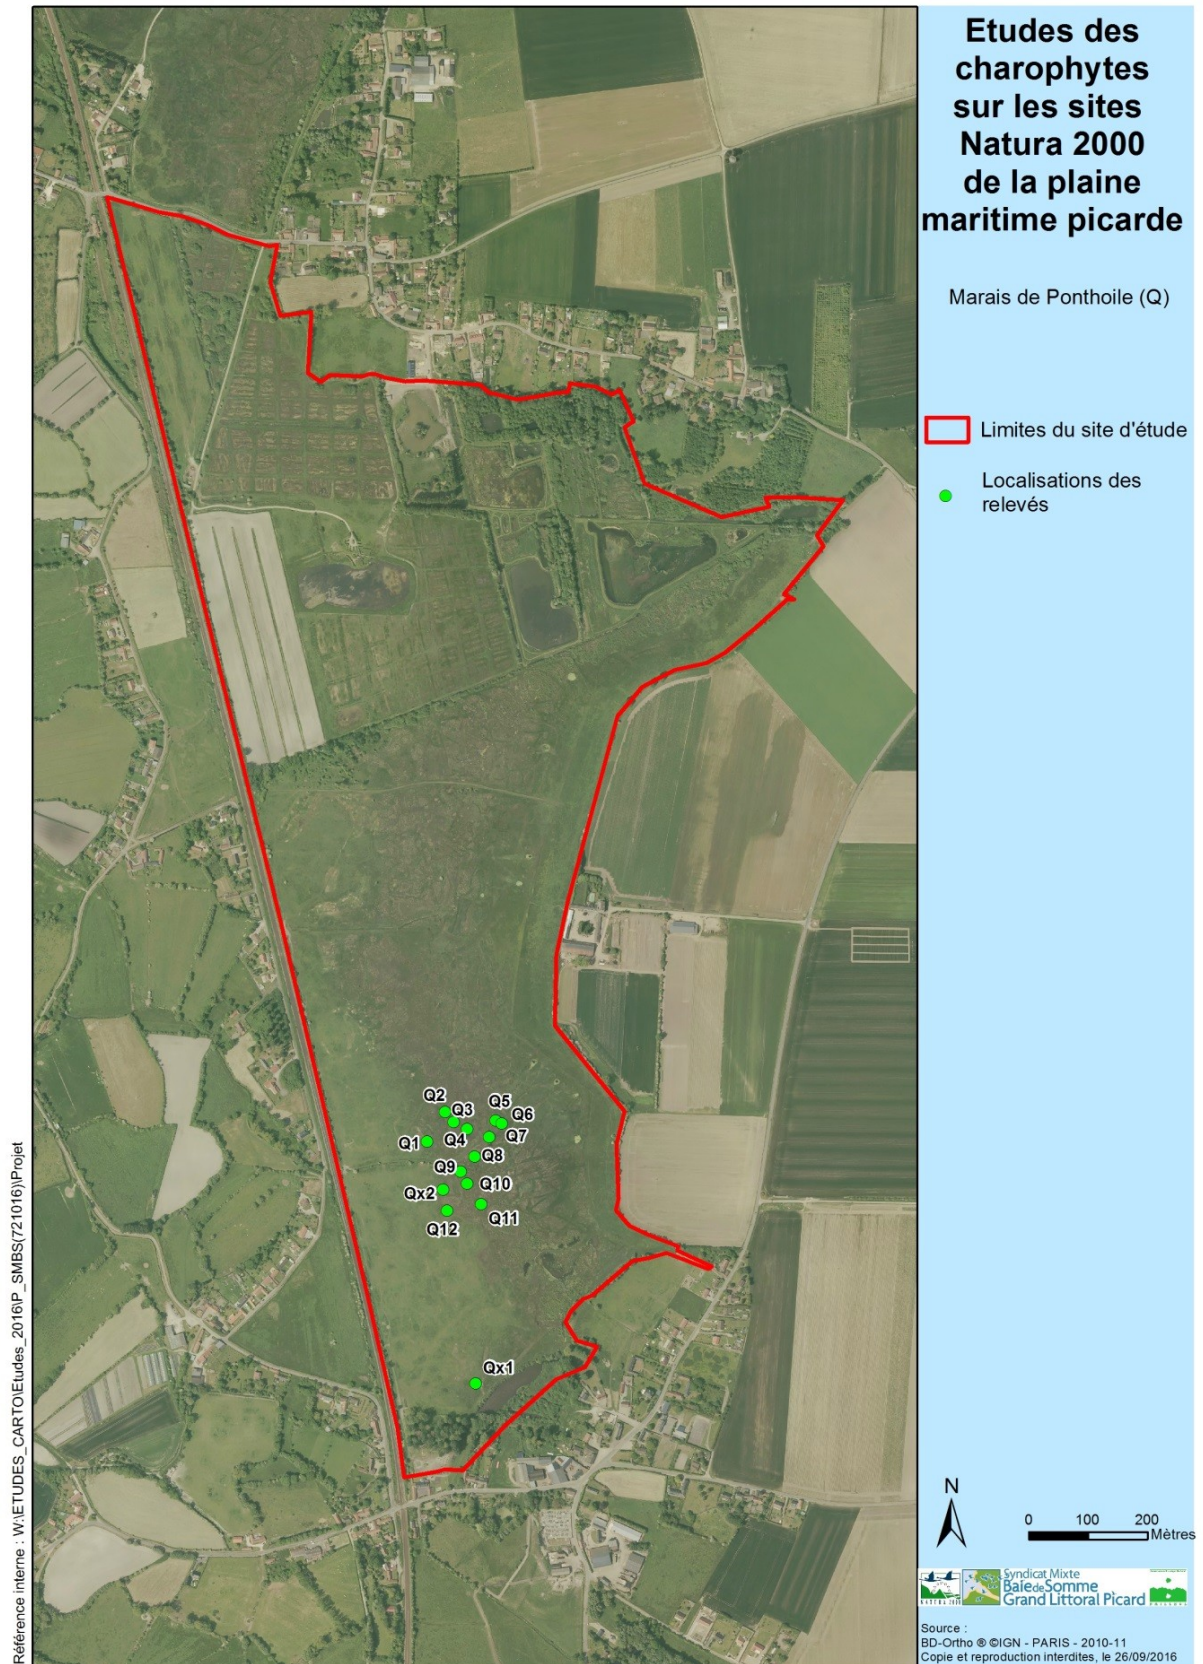 Etudes des
charophytes
sur les sites
Natura 2000
de la plaine
maritime picarde
Marais de Ponthoile (Q)
Limites du site d'étude
Localisations des
relevés
Q2
Q3
Q5
Q6
Q1
Q4
Q7
Q8
Q9
Q10
Qx2
Q11
Q12
Qx1
N
0 100 200
Mètres
NATURA 2000
Syndicat Mixte
Baie de Somme
Grand Littoral Picard
Source :
BD-Ortho ® ©IGN - PARIS - 2010-11
Copie et reproduction interdites, le 26/09/2016
Référence interne : W:\ETUDES_CARTO\Etudes_2016\P_SMBS(721016)\Projet